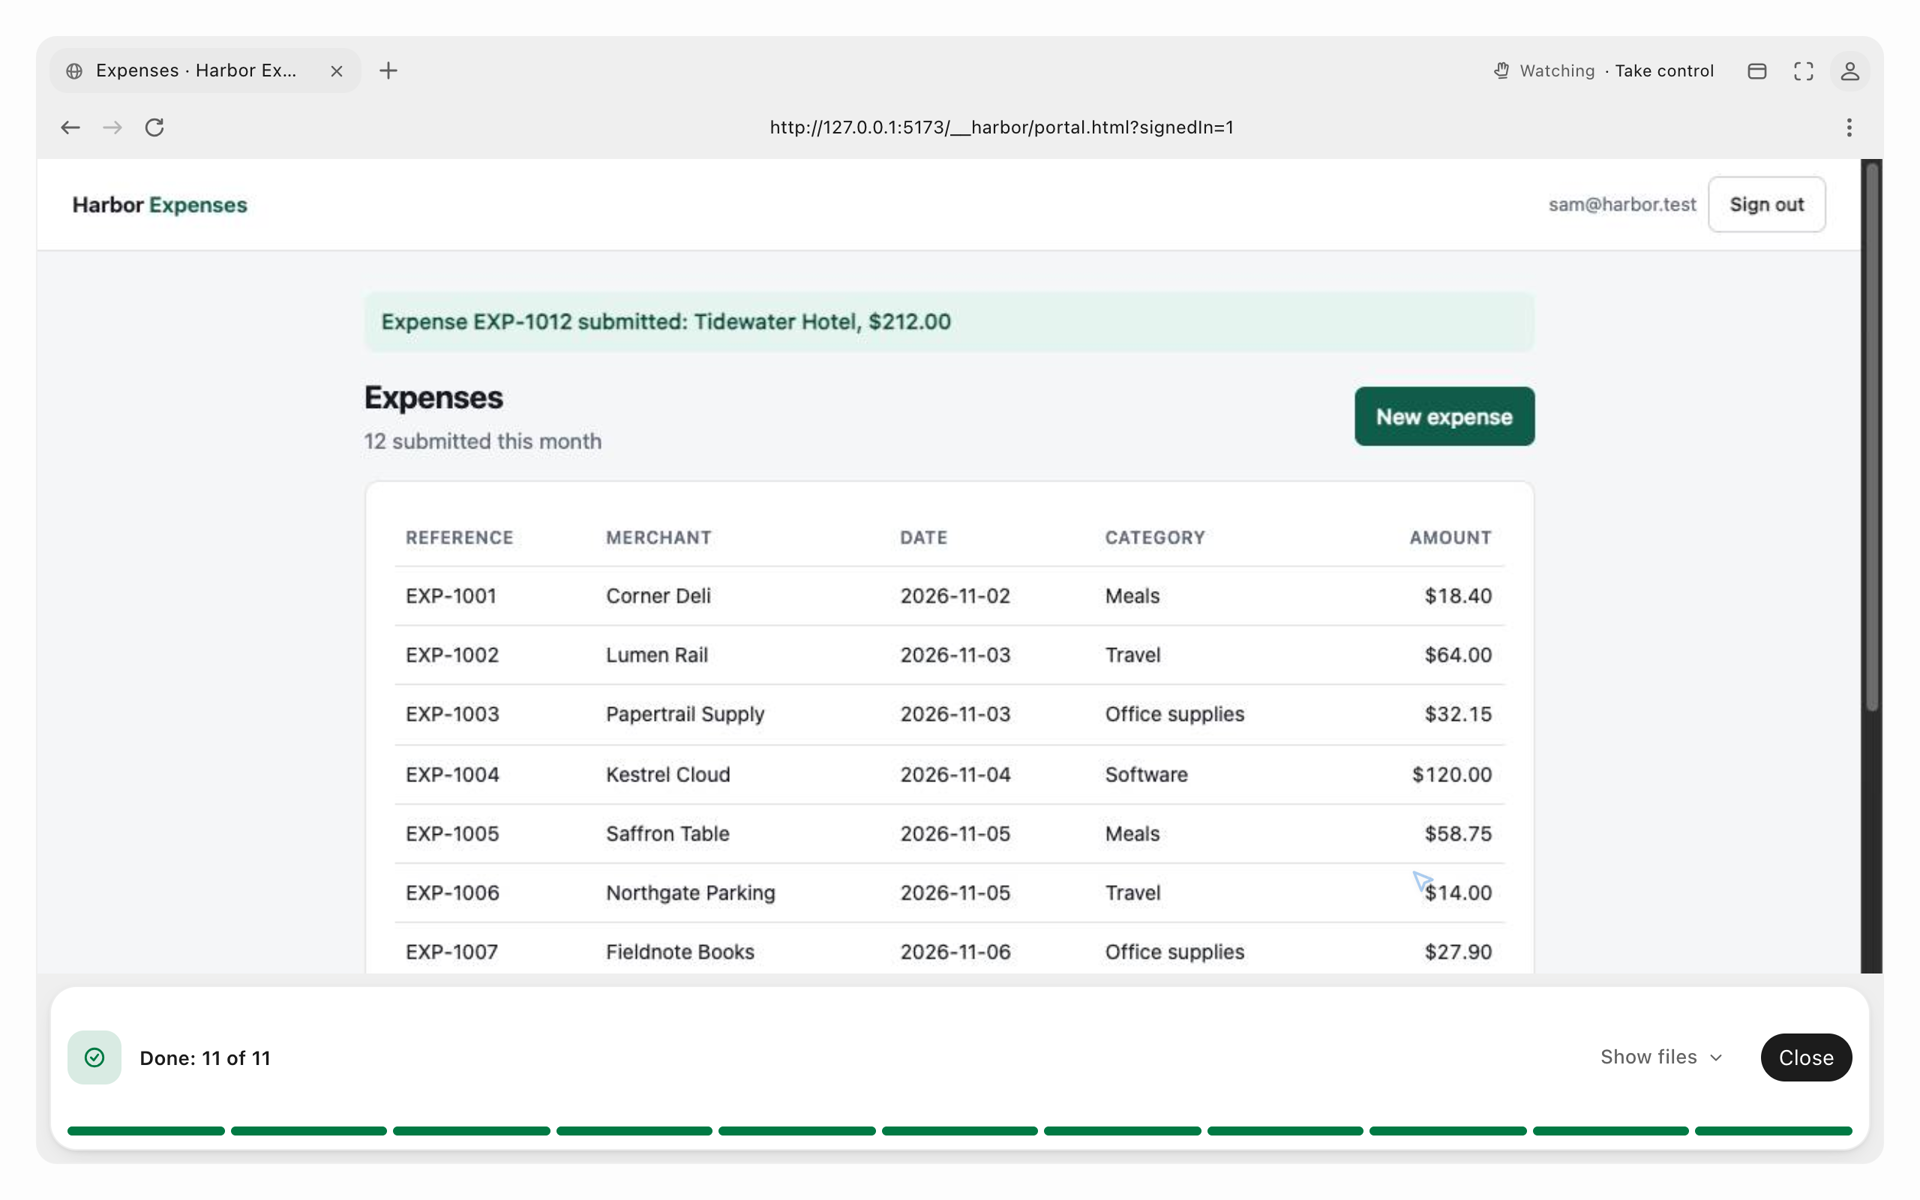 Expenses · Harbor Ex...
Watching · Take control
http://127.0.0.1:5173/__harbor/portal.html?signedIn=1
Harbor Expenses
sam@harbor.test
Sign out
Expense EXP-1012 submitted: Tidewater Hotel, $212.00
Expenses
12 submitted this month
New expense
REFERENCE MERCHANT DATE CATEGORY AMOUNT
EXP-1001 Corner Deli 2026-11-02 Meals $18.40
EXP-1002 Lumen Rail 2026-11-03 Travel $64.00
EXP-1003 Papertrail Supply 2026-11-03 Office supplies $32.15
EXP-1004 Kestrel Cloud 2026-11-04 Software $120.00
EXP-1005 Saffron Table 2026-11-05 Meals $58.75
EXP-1006 Northgate Parking 2026-11-05 Travel $14.00
EXP-1007 Fieldnote Books 2026-11-06 Office supplies $27.90
Done: 11 of 11
Show files
Close